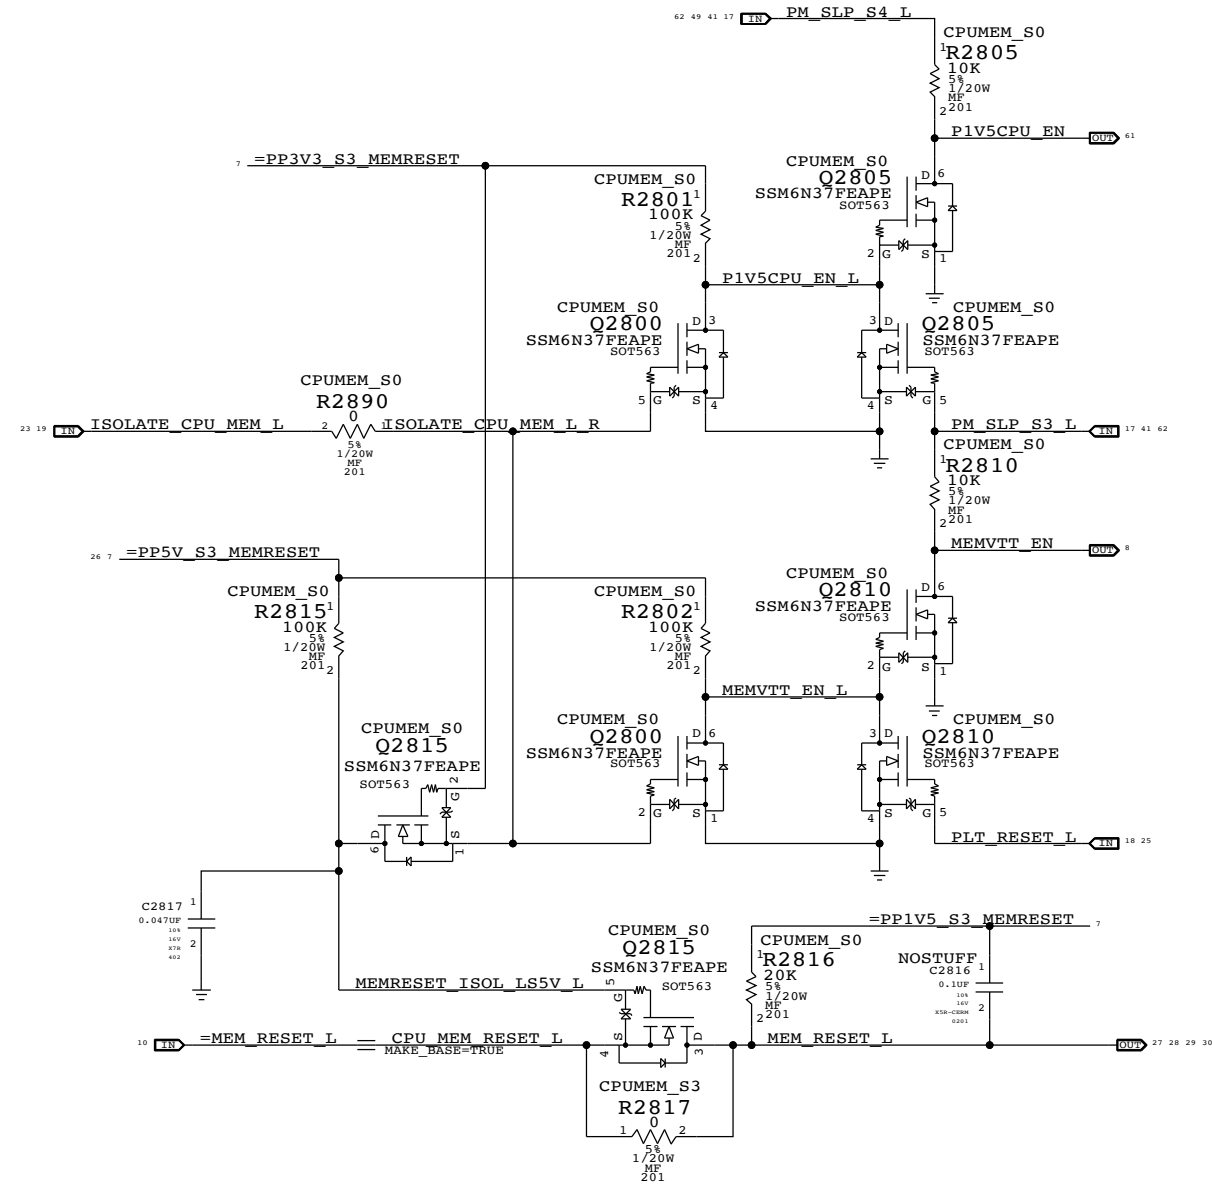 62 49 41 17 IN PM_SLP_S4_L
CPUMEM_S0
1 R2805
10K
5%
1/20W
MF
2 201
P1V5CPU_EN OUT 61
7 =PP3V3_S3_MEMRESET
CPUMEM_S0
Q2805
SSM6N37FEAPE
SOT563
D 6
2 G S 1
CPUMEM_S0
R2801 1
100K
5%
1/20W
MF
201 2
P1V5CPU_EN_L
CPUMEM_S0
Q2800
SSM6N37FEAPE
SOT563
D 3
5 G S 4
CPUMEM_S0
Q2805
SSM6N37FEAPE
SOT563
3 D
4 S G 5
CPUMEM_S0
R2890
0
23 19 IN ISOLATE_CPU_MEM_L 2 1 ISOLATE_CPU_MEM_L_R
5%
1/20W
MF
201
PM_SLP_S3_L IN 17 41 62
CPUMEM_S0
1 R2810
10K
5%
1/20W
MF
2 201
MEMVTT_EN OUT 8
26 7 =PP5V_S3_MEMRESET
CPUMEM_S0
R2815 1
100K
5%
1/20W
MF
201 2
CPUMEM_S0
R2802 1
100K
5%
1/20W
MF
201 2
CPUMEM_S0
Q2810
SSM6N37FEAPE
SOT563
D 6
2 G S 1
MEMVTT_EN_L
CPUMEM_S0
Q2815
SSM6N37FEAPE
SOT563
G 2
6 D S 1
CPUMEM_S0
Q2800
SSM6N37FEAPE
SOT563
D 6
2 G S 1
CPUMEM_S0
Q2810
SSM6N37FEAPE
SOT563
3 D
4 S G 5
PLT_RESET_L IN 18 25
C2817 1
0.047UF
10%
16V 2
X7R
402
=PP1V5_S3_MEMRESET 7
CPUMEM_S0
Q2815
SSM6N37FEAPE
SOT563
5 G
4 S D 3
CPUMEM_S0
1 R2816
20K
5%
1/20W
MF
2 201
NOSTUFF
C2816 1
0.1UF
10%
16V 2
X5R-CERM
0201
MEMRESET_ISOL_LS5V_L
10 IN =MEM_RESET_L CPU_MEM_RESET_L
MAKE_BASE=TRUE
MEM_RESET_L OUT 27 28 29 30
CPUMEM_S3
R2817
0
1 2
5%
1/20W
MF
201